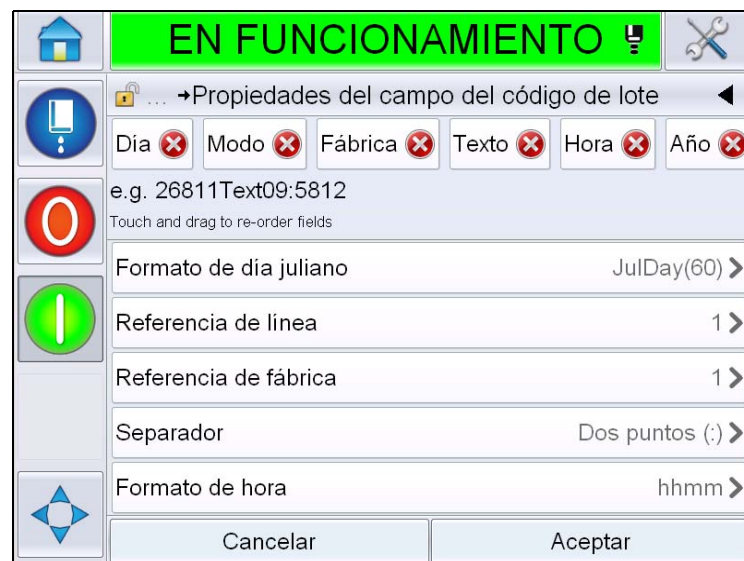 EN FUNCIONAMIENTO
... →Propiedades del campo del código de lote
Día Modo Fábrica Texto Hora Año
e.g. 26811Text09:5812
Touch and drag to re-order fields
Formato de día juliano JulDay(60)
Referencia de línea 1
Referencia de fábrica 1
Separador Dos puntos (:)
Formato de hora hhmm
Cancelar Aceptar